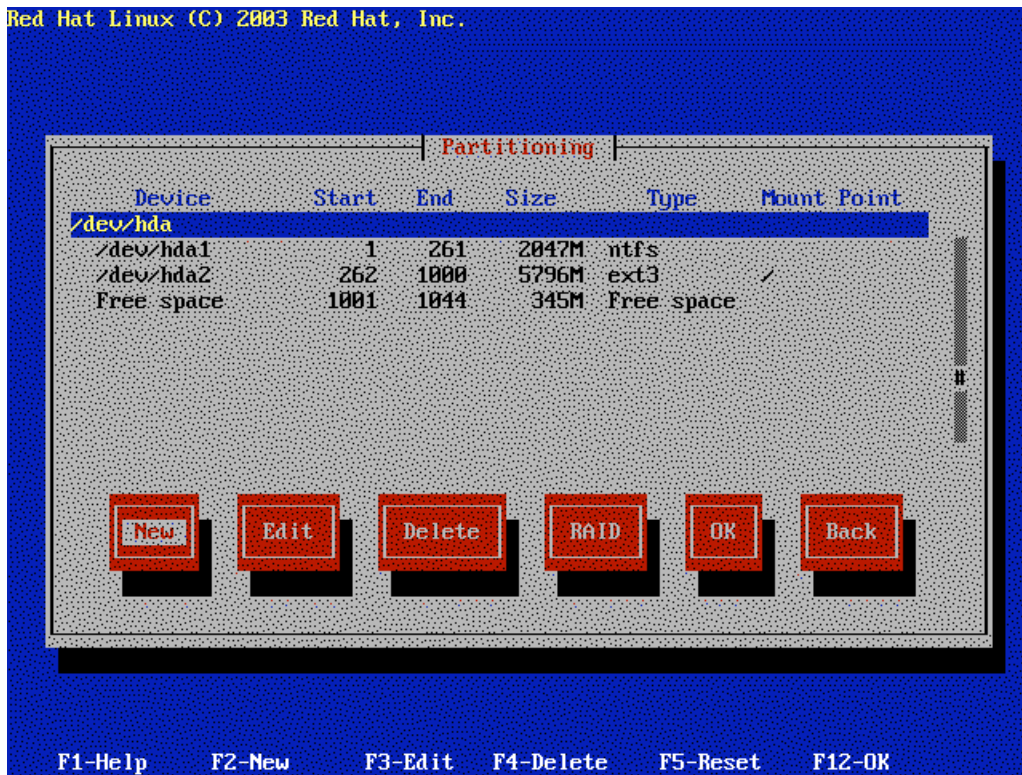 Red Hat Linux (C) 2003 Red Hat, Inc.
Partitioning
Device Start End Size Type Mount Point
/dev/hda
/dev/hda1 1 261 2047M ntfs
/dev/hda2 262 1000 5796M ext3 /
Free space 1001 1044 345M Free space
#
New Edit Delete RAID OK Back
F1-Help F2-New F3-Edit F4-Delete F5-Reset F12-OK